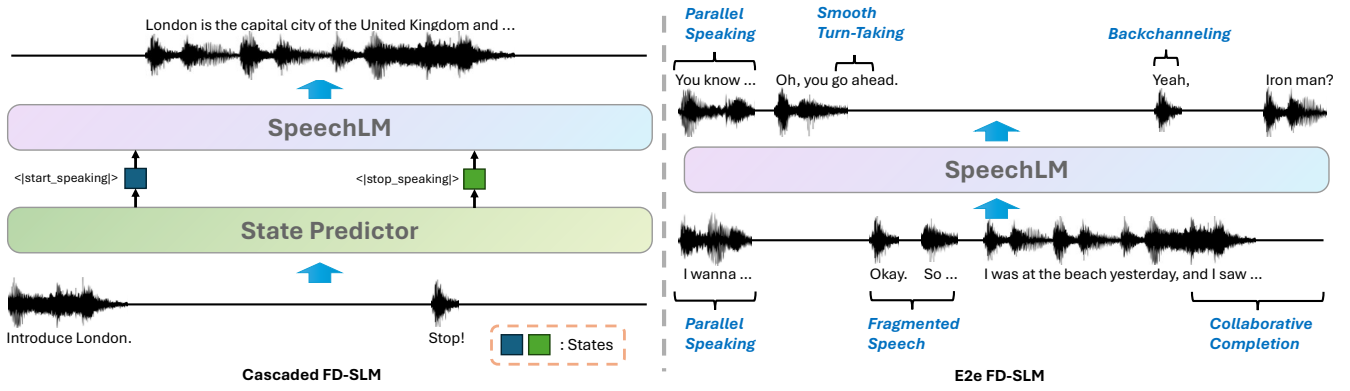 London is the capital city of the United Kingdom and ...
SpeechLM
<|start_speaking|>
<|stop_speaking|>
State Predictor
Introduce London.
Stop!
: States
Cascaded FD-SLM
Parallel
Speaking
Smooth
Turn-Taking
Backchanneling
You know ...
Oh, you go ahead.
Yeah,
Iron man?
SpeechLM
I wanna ...
Okay.
So ...
I was at the beach yesterday, and I saw ...
Parallel
Speaking
Fragmented
Speech
Collaborative
Completion
E2e FD-SLM